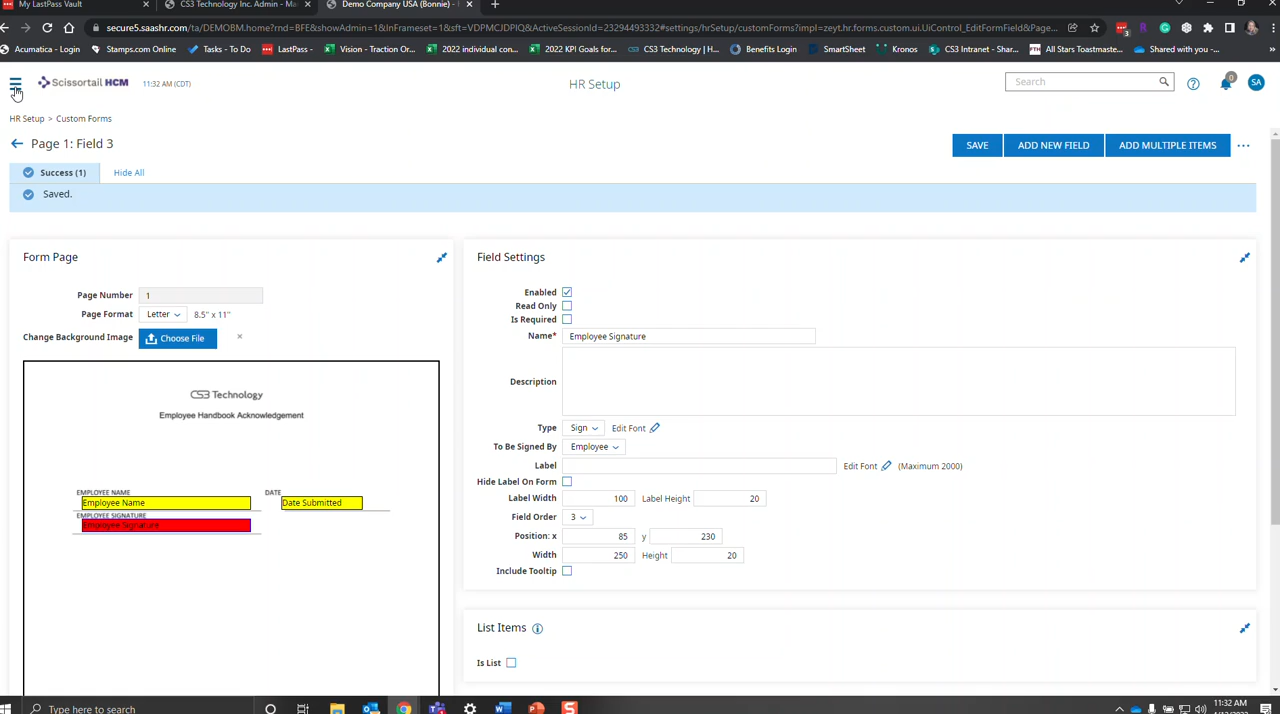 My LastPass Vault
CS3 Technology Inc. Admin - Ma
Demo Company USA (Bonnie) -
secure5.saashr.com/ta/DEMOBM.home?rnd=BFE&showAdmin=1&InFrameset=1&sft=VDPMCJDPIQ&ActiveSessionId=23294493332#settings/hrSetup/customForms?impl=zeyt.hr.forms.custom.ui.UiControl_EditFormField&Page...
Acumatica - Login
Stamps.com Online
Tasks - To Do
LastPass -
Vision - Traction Or...
2022 individual con...
2022 KPI Goals for...
CS3 Technology | H...
Benefits Login
SmartSheet
Kronos
CS3 Intranet - Shar...
All Stars Toastmaste...
Shared with you -...
Scissortail HCM
11:32 AM (CDT)
HR Setup
Search
0
SA
HR Setup > Custom Forms
Page 1: Field 3
SAVE
ADD NEW FIELD
ADD MULTIPLE ITEMS
Success (1)
Hide All
Saved.
Form Page
Page Number 1
Page Format Letter 8.5" x 11"
Change Background Image Choose File ×
CS3 Technology
Employee Handbook Acknowledgement
EMPLOYEE NAME DATE
Employee Name Date Submitted
EMPLOYEE SIGNATURE
Employee Signature
Field Settings
Enabled
Read Only
Is Required
Name* Employee Signature
Description
Type Sign Edit Font
To Be Signed By Employee
Label Edit Font (Maximum 2000)
Hide Label On Form
Label Width 100 Label Height 20
Field Order 3
Position: x 85 y 230
Width 250 Height 20
Include Tooltip
List Items
Is List
Type here to search
11:32 AM